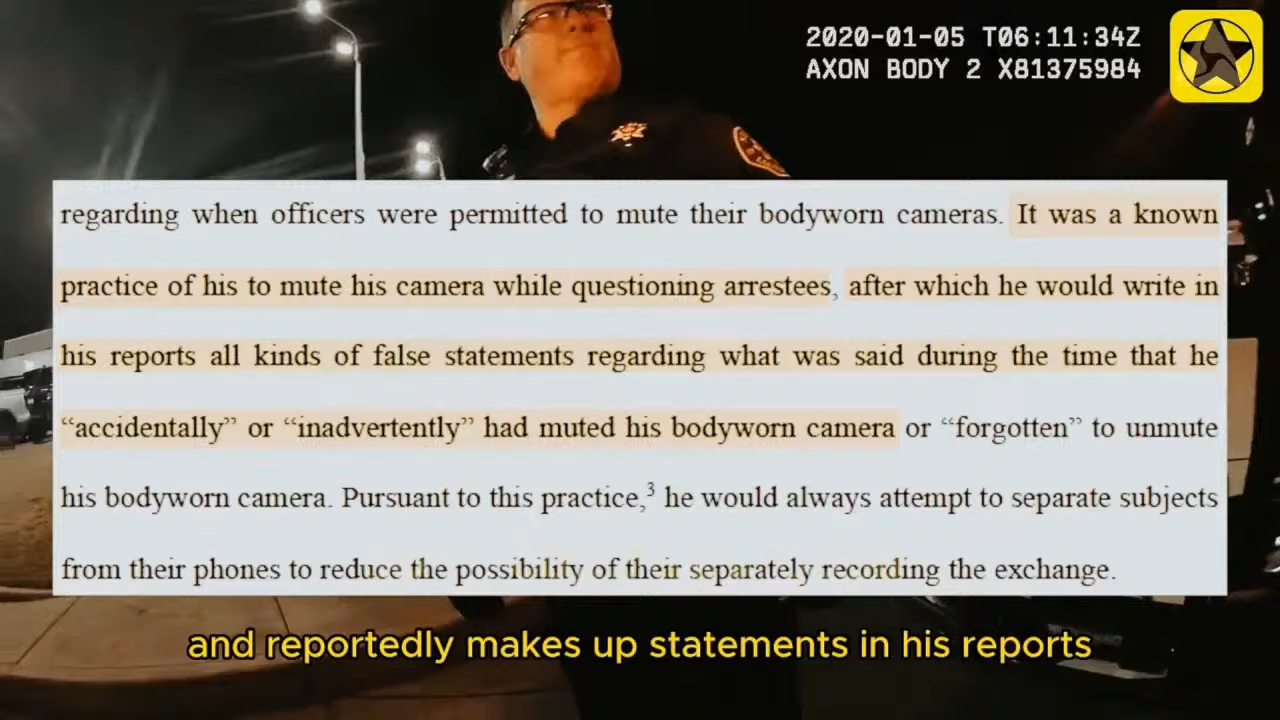 2020-01-05 T06:11:34Z
AXON BODY 2 X81375984
regarding when officers were permitted to mute their bodyworn cameras. It was a known
practice of his to mute his camera while questioning arrestees, after which he would write in
his reports all kinds of false statements regarding what was said during the time that he
“accidentally” or “inadvertently” had muted his bodyworn camera or “forgotten” to unmute
his bodyworn camera. Pursuant to this practice,³ he would always attempt to separate subjects
from their phones to reduce the possibility of their separately recording the exchange.
and reportedly makes up statements in his reports